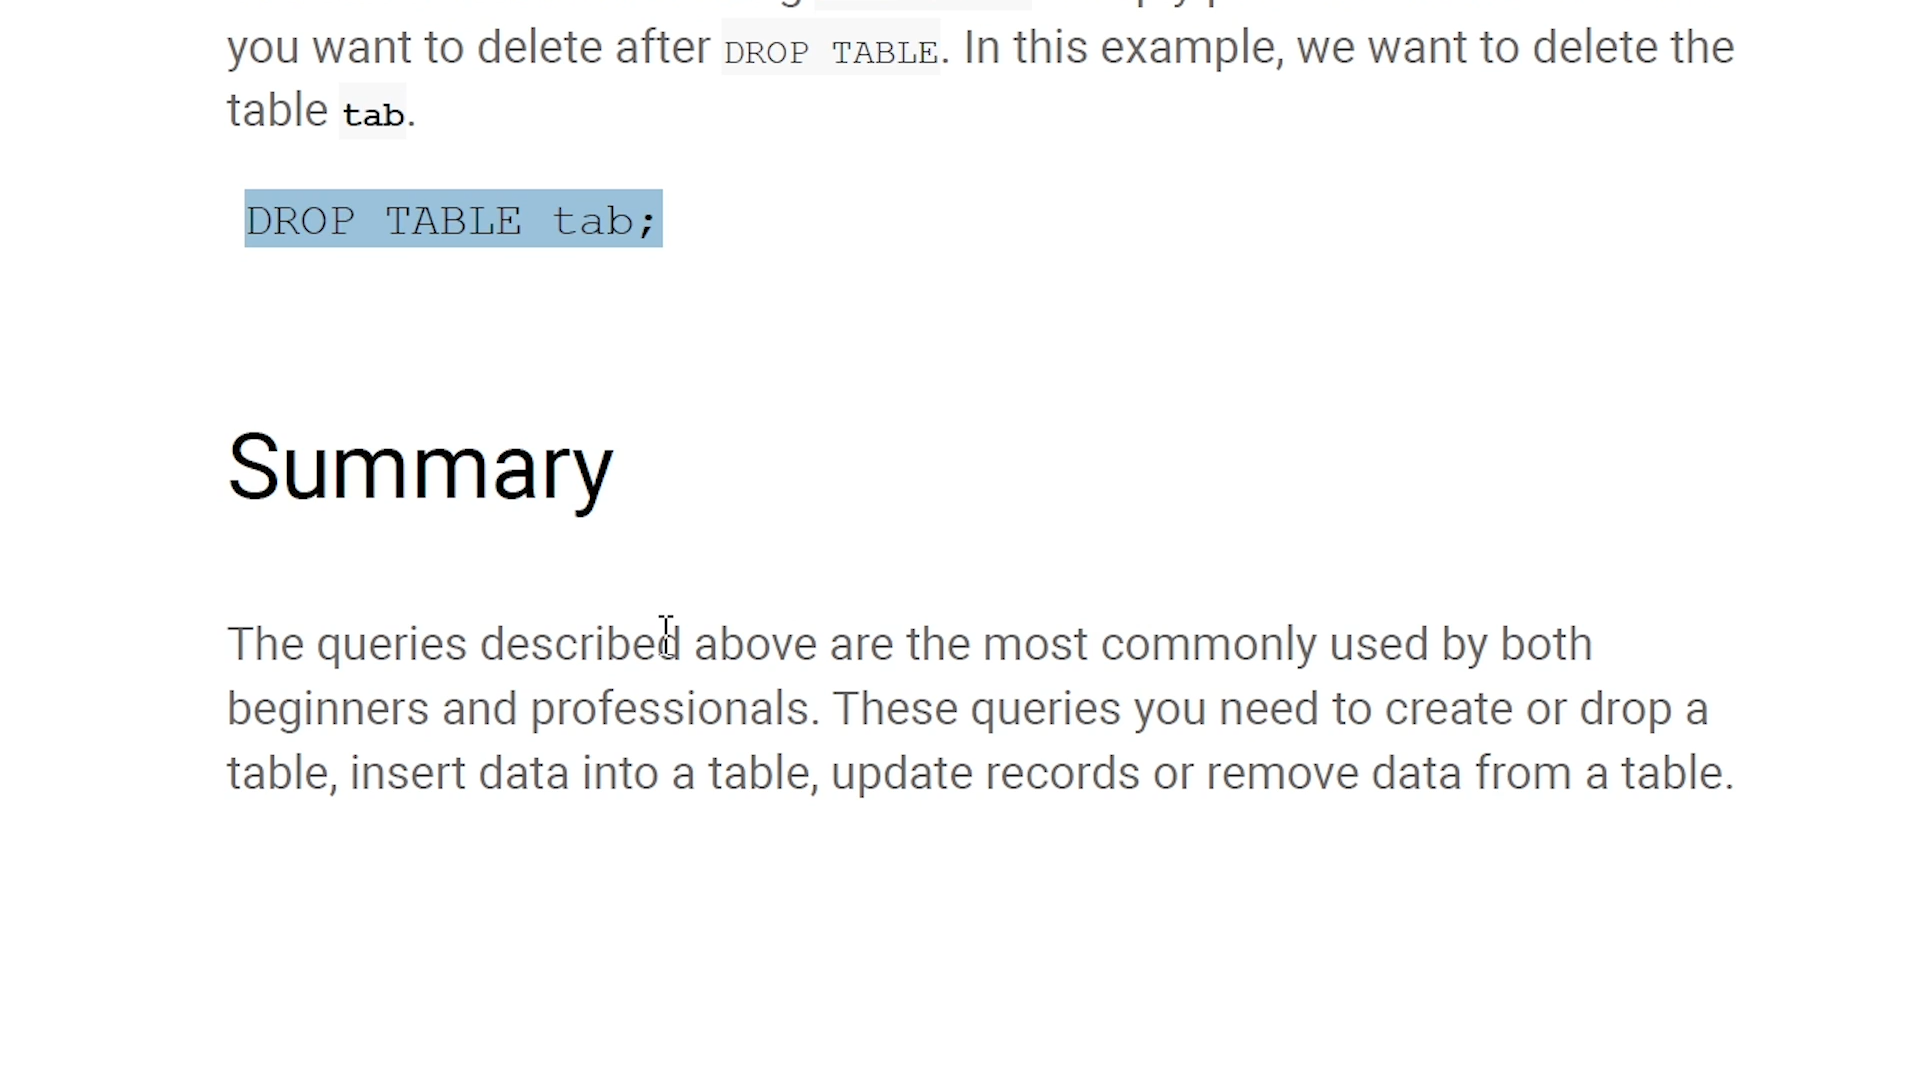 you want to delete after DROP TABLE. In this example, we want to delete the
table tab.
DROP TABLE tab;
Summary
The queries described above are the most commonly used by both
beginners and professionals. These queries you need to create or drop a
table, insert data into a table, update records or remove data from a table.